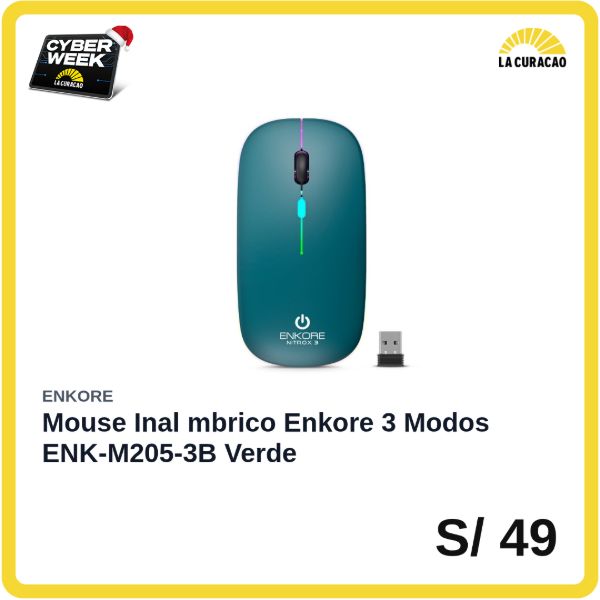 CYBER
WEEK
LA CURACAO
LA CURACAO
ENKORE
NITROX 3
ENKORE
Mouse Inal mbrico Enkore 3 Modos
ENK-M205-3B Verde
S/ 49